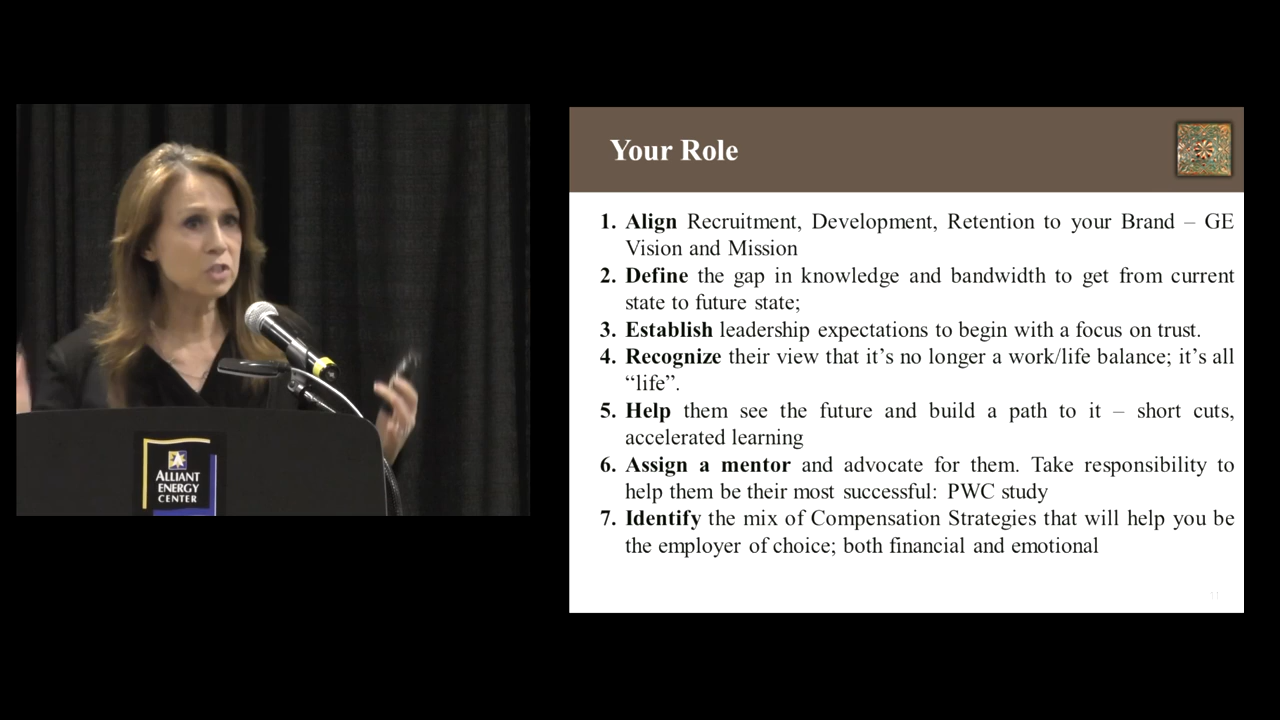 ALLIANT
ENERGY
CENTER
Your Role
1. Align Recruitment, Development, Retention to your Brand – GE
Vision and Mission
2. Define the gap in knowledge and bandwidth to get from current
state to future state;
3. Establish leadership expectations to begin with a focus on trust.
4. Recognize their view that it’s no longer a work/life balance; it’s all
“life”.
5. Help them see the future and build a path to it – short cuts,
accelerated learning
6. Assign a mentor and advocate for them. Take responsibility to
help them be their most successful: PWC study
7. Identify the mix of Compensation Strategies that will help you be
the employer of choice; both financial and emotional
11